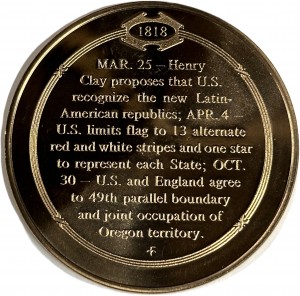 1818
MAR. 25 – Henry
Clay proposes that U.S.
recognize the new Latin-
American republics; APR. 4 –
U.S. limits flag to 13 alternate
red and white stripes and one star
to represent each State; OCT.
30 – U.S. and England agree
to 49th parallel boundary
and joint occupation of
Oregon territory.